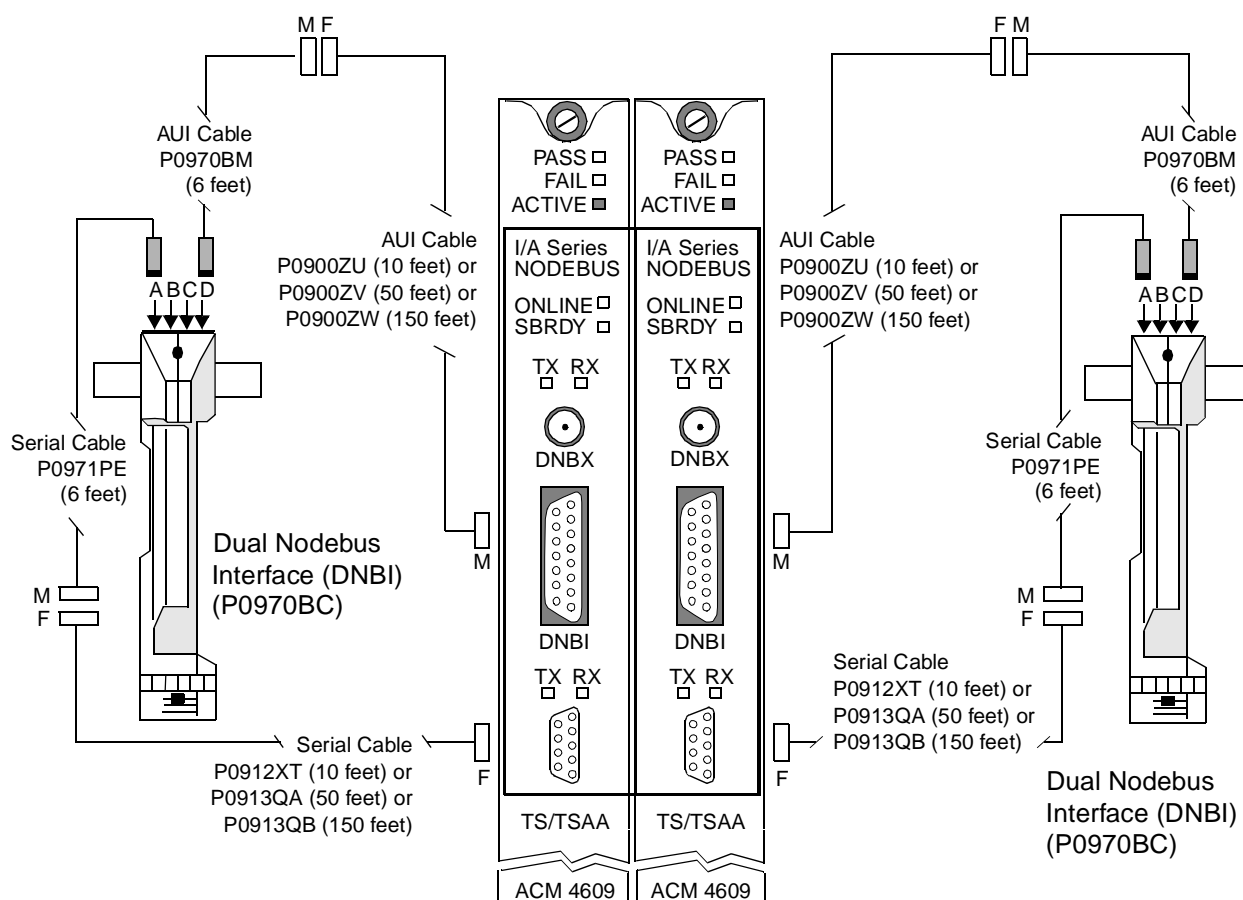 M F
F M
AUI Cable
P0970BM
(6 feet)
A B C D
Serial Cable
P0971PE
(6 feet)
M
F
Dual Nodebus
Interface (DNBI)
(P0970BC)
AUI Cable
P0900ZU (10 feet) or
P0900ZV (50 feet) or
P0900ZW (150 feet)
M
Serial Cable
P0912XT (10 feet) or
P0913QA (50 feet) or
P0913QB (150 feet)
F
PASS
FAIL
ACTIVE
I/A Series
NODEBUS
ONLINE
SBRDY
TX RX
DNBX
DNBI
TX RX
TS/TSAA
ACM 4609
PASS
FAIL
ACTIVE
I/A Series
NODEBUS
ONLINE
SBRDY
TX RX
DNBX
DNBI
TX RX
TS/TSAA
ACM 4609
AUI Cable
P0900ZU (10 feet) or
P0900ZV (50 feet) or
P0900ZW (150 feet)
M
Serial Cable
P0912XT (10 feet) or
P0913QA (50 feet) or
P0913QB (150 feet)
F
AUI Cable
P0970BM
(6 feet)
A B C D
Serial Cable
P0971PE
(6 feet)
M
F
Dual Nodebus
Interface (DNBI)
(P0970BC)